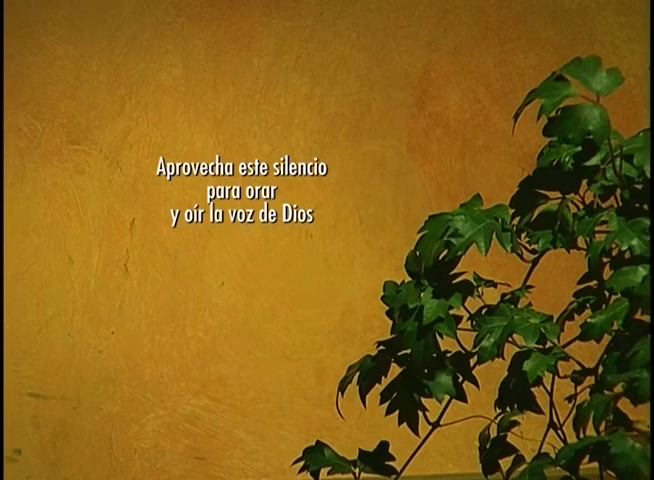 Aprovecha este silencio
para orar
y oír la voz de Dios